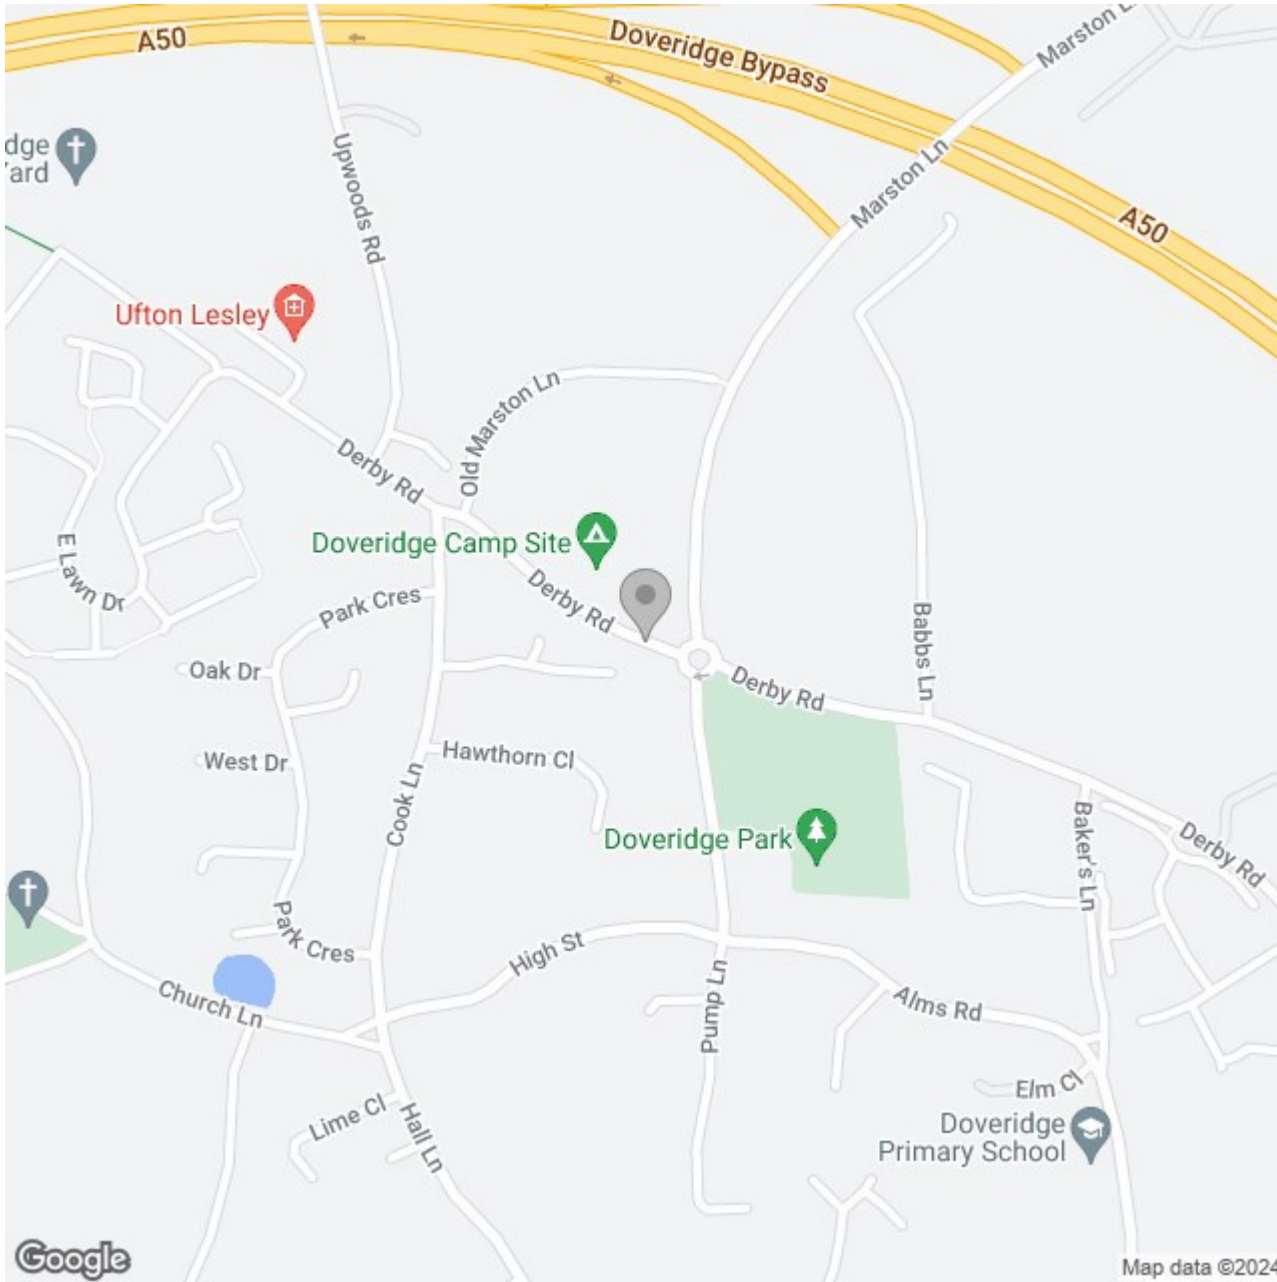 Marston L
A50
Doveridge Bypass
dge
Yard
Upwoods Rd
Marston Ln
A50
Ufton Lesley
Old Marston Ln
Derby Rd
E Lawn Dr
Doveridge Camp Site
Derby Rd
Park Cres
Babbs Ln
Oak Dr
Derby Rd
Hawthorn Cl
West Dr
Cook Ln
Doveridge Park
Baker's Ln
Derby Rd
Park Cres
High St
Church Ln
Pump Ln
Alms Rd
Elm Cl
Lime Cl
Hall Ln
Doveridge
Primary School
Google
Map data ©2024